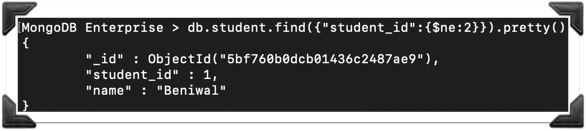 MongoDB Enterprise > db.student.find({"student_id":{$ne:2}}).pretty()
{
        "_id" : ObjectId("5bf760b0dcb01436c2487ae9"),
        "student_id" : 1,
        "name" : "Beniwal"
}